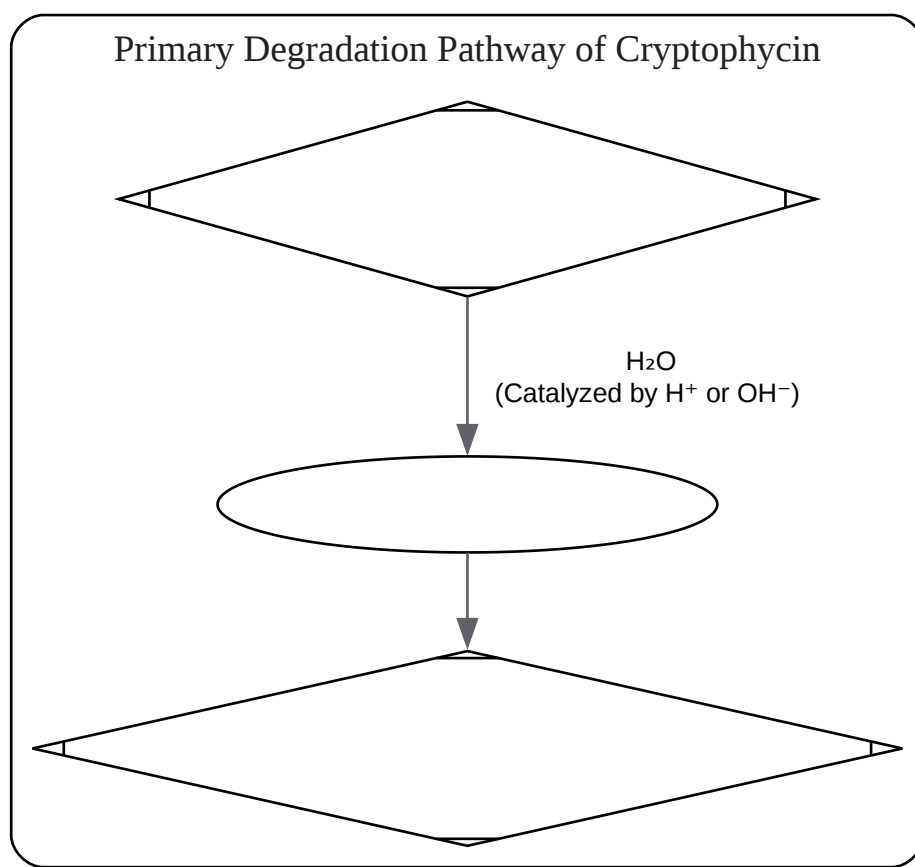 Primary Degradation Pathway of Cryptophycin
H₂O
(Catalyzed by H⁺ or OH⁻)